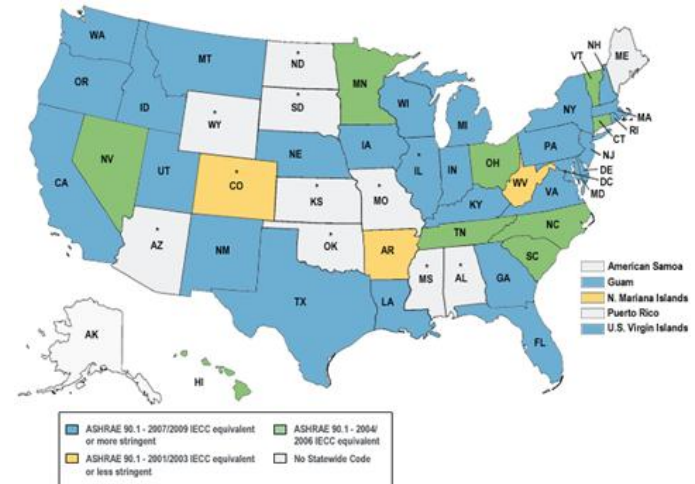 WA
OR
CA
NV
ID
MT
WY
*
UT
CO
*
AZ
*
NM
ND
*
SD
*
NE
KS
*
OK
*
TX
MN
IA
MO
*
AR
LA
WI
IL
*
MI
IN
OH
KY
TN
MS
*
AL
*
GA
FL
SC
NC
WV
VA
PA
NY
VT
NH
ME
MA
RI
CT
NJ
DE
DC
MD
AK
HI
American Samoa
Guam
N. Mariana Islands
Puerto Rico
U.S. Virgin Islands
ASHRAE 90.1 - 2007/2009 IECC equivalent
or more stringent
ASHRAE 90.1 - 2001/2003 IECC equivalent
or less stringent
ASHRAE 90.1 - 2004/
2006 IECC equivalent
No Statewide Code